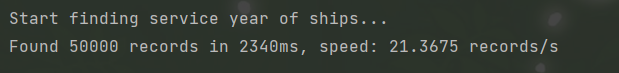 Start finding service year of ships...
Found 50000 records in 2340ms, speed: 21.3675 records/s